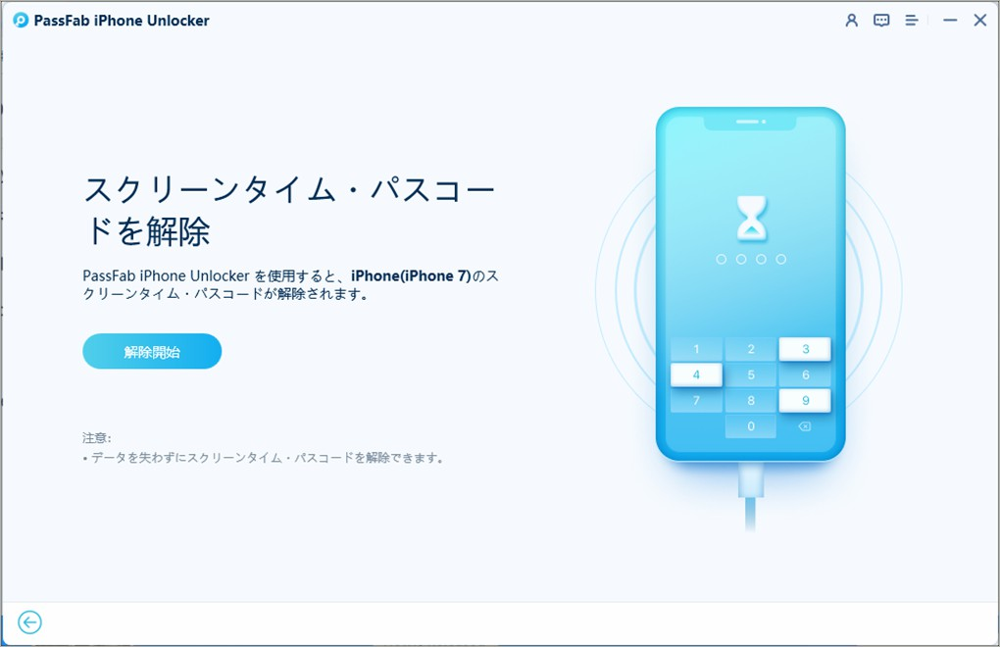 PassFab iPhone Unlocker
スクリーンタイム・パスコー
ドを解除
PassFab iPhone Unlocker を使用すると、iPhone(iPhone 7)のス
クリーンタイム・パスコードが解除されます。
解除開始
注意:
• データを失わずにスクリーンタイム・パスコードを解除できます。
1 2 3
4 5 6
7 8 9
0